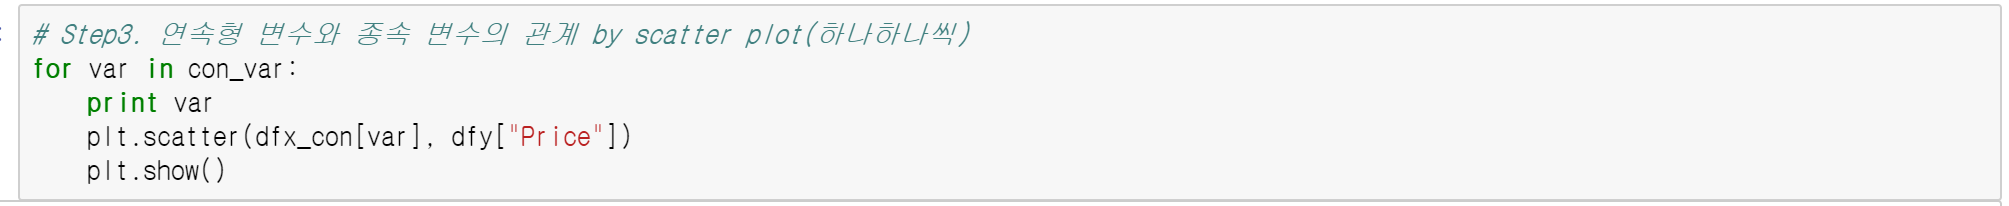 # Step3. 연속형 변수와 종속 변수의 관계 by scatter plot(하나하나씩)
for var in con_var:
    print var
    plt.scatter(dfx_con[var], dfy["Price"])
    plt.show()